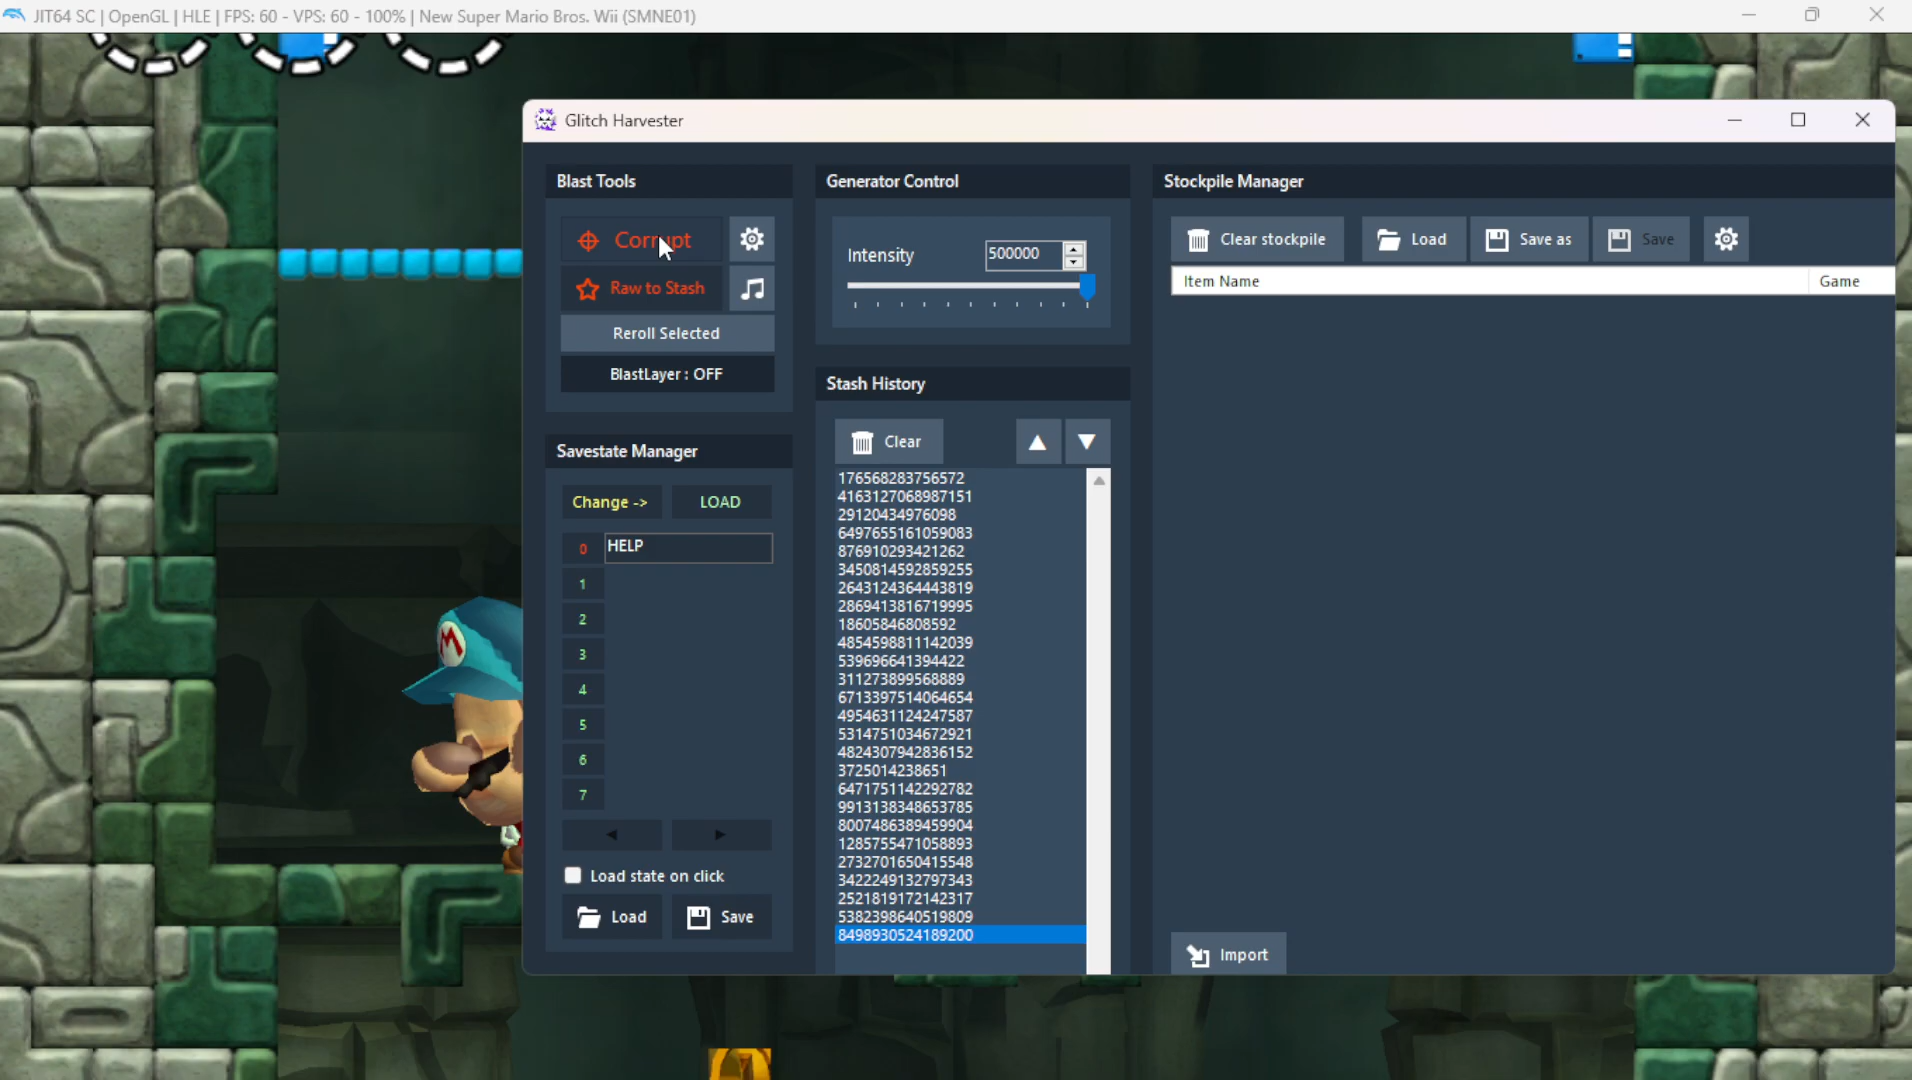 JIT64 SC | OpenGL | HLE | FPS: 60 - VPS: 60 - 100% | New Super Mario Bros. Wii (SMNE01)
Glitch Harvester
Blast Tools
Corrupt
Raw to Stash
Reroll Selected
BlastLayer : OFF
Generator Control
Intensity
500000
Stockpile Manager
Clear stockpile
Load
Save as
Save
Item Name
Game
Savestate Manager
Change ->
LOAD
0
HELP
1
2
3
4
5
6
7
Load state on click
Load
Save
Stash History
Clear
176568283756572
4163127068987151
29120434976098
6497655161059083
876910293421262
3450814592859255
2643124364443819
2869413816719995
18605846808592
4854598811142039
539696641394422
311273899568889
6713397514064654
4954631124247587
5314751034672921
4824307942836152
3725014238651
6471751142292782
9913138348653785
8007486389459904
1285755471058893
2732701650415548
3422249132797343
2521819172142317
5382398640519809
8498930524189200
Import
M